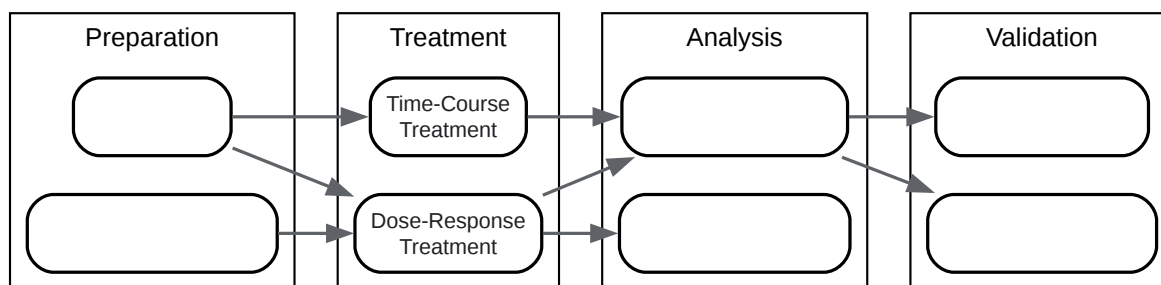 Preparation
Treatment
Analysis
Validation
Time-Course
Treatment
Dose-Response
Treatment